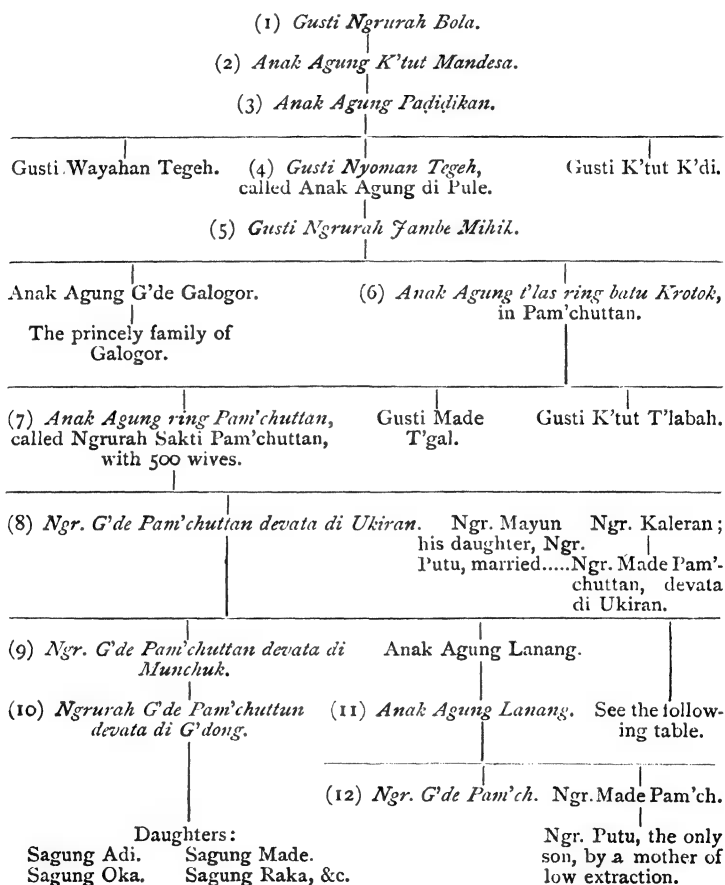 (1) Gusti Ngrurah Bola.
(2) Anak Agung K'tut Mandesa.
(3) Anak Agung Paḍiḍikan.
Gusti Wayahan Tegeh. (4) Gusti Nyoman Tegeh, Gusti K'tut K'di.
called Anak Agung di Pule.
(5) Gusti Ngrurah Jambe Mihik.
Anak Agung G'de Galogor. (6) Anak Agung t'las ring batu Krotok,
The princely family of in Pam'chuttan.
Galogor.
(7) Anak Agung ring Pam'chuttan, Gusti Made Gusti K'tut T'labah.
called Ngrurah Sakti Pam'chuttan, T'gal.
with 500 wives.
(8) Ngr. G'de Pam'chuttan devata di Ukiran. Ngr. Mayun Ngr. Kaleran;
his daughter, Ngr.
Putu, married.....Ngr. Made Pam'-
chuttan, devata
di Ukiran.
(9) Ngr. G'de Pam'chuttan devata di Anak Agung Lanang.
Munchuk.
(10) Ngrurah G'de Pam'chuttun (11) Anak Agung Lanang. See the follow-
devata di G'dong. ing table.
(12) Ngr. G'de Pam'ch. Ngr. Made Pam'ch.
Daughters: Ngr. Putu, the only
Sagung Adi. Sagung Made. son, by a mother of
Sagung Oka. Sagung Raka, &c. low extraction.